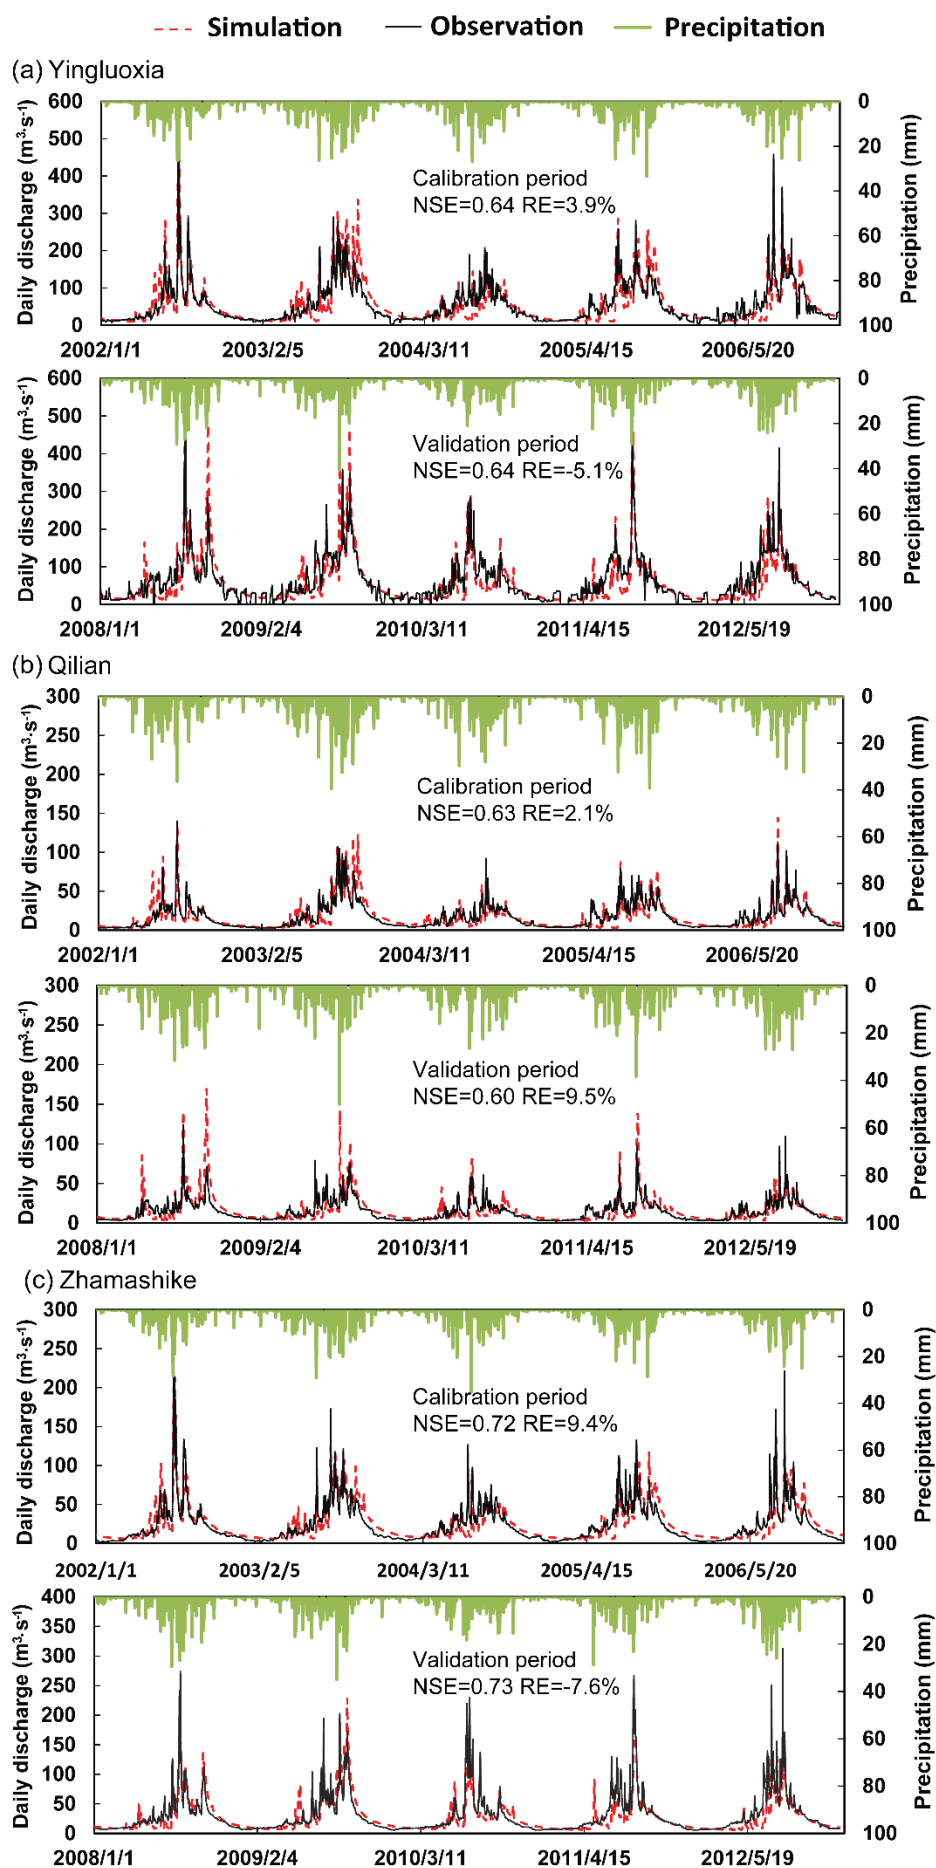 Simulation Observation Precipitation
(a) Yingluoxia
Daily discharge (m³·s⁻¹)
600
500
400
300
200
100
0
Calibration period
NSE=0.64 RE=3.9%
0
20
40
60
80
100
Precipitation (mm)
2002/1/1 2003/2/5 2004/3/11 2005/4/15 2006/5/20
Daily discharge (m³·s⁻¹)
600
500
400
300
200
100
0
Validation period
NSE=0.64 RE=-5.1%
0
20
40
60
80
100
Precipitation (mm)
2008/1/1 2009/2/4 2010/3/11 2011/4/15 2012/5/19
(b) Qilian
Daily discharge (m³·s⁻¹)
300
250
200
150
100
50
0
Calibration period
NSE=0.63 RE=2.1%
0
20
40
60
80
100
Precipitation (mm)
2002/1/1 2003/2/5 2004/3/11 2005/4/15 2006/5/20
Daily discharge (m³·s⁻¹)
300
250
200
150
100
50
0
Validation period
NSE=0.60 RE=9.5%
0
20
40
60
80
100
Precipitation (mm)
2008/1/1 2009/2/4 2010/3/11 2011/4/15 2012/5/19
(c) Zhamashike
Daily discharge (m³·s⁻¹)
300
250
200
150
100
50
0
Calibration period
NSE=0.72 RE=9.4%
0
20
40
60
80
100
Precipitation (mm)
2002/1/1 2003/2/5 2004/3/11 2005/4/15 2006/5/20
Daily discharge (m³·s⁻¹)
400
350
300
250
200
150
100
50
0
Validation period
NSE=0.73 RE=-7.6%
0
20
40
60
80
100
Precipitation (mm)
2008/1/1 2009/2/4 2010/3/11 2011/4/15 2012/5/19